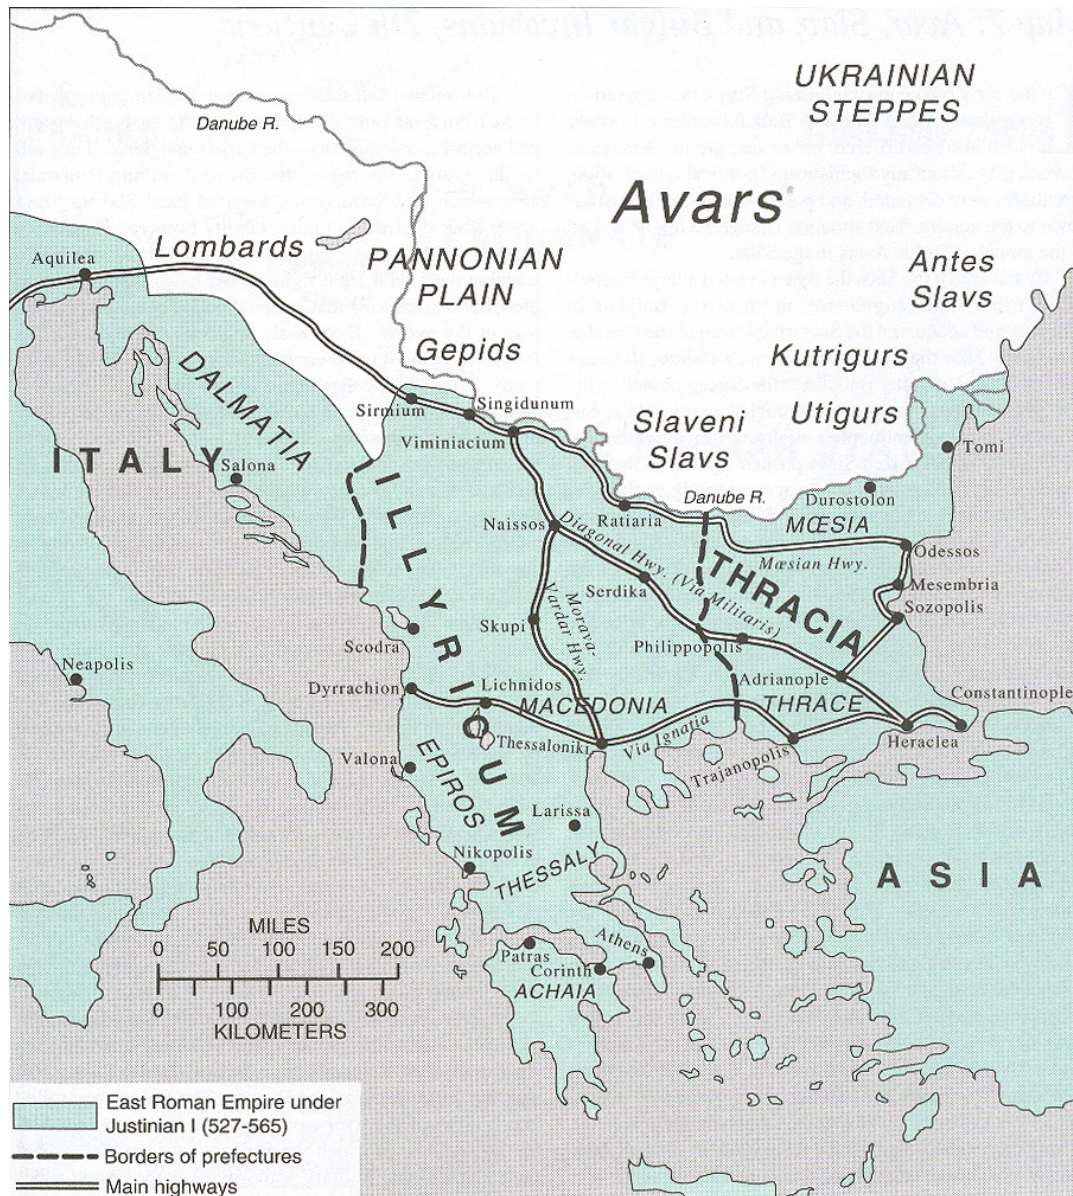 UKRAINIAN
STEPPES
Danube R.
Avars
Lombards
Aquilea
PANNONIAN
PLAIN
Antes
Slavs
Gepids
Kutrigurs
Utigurs
DALMATIA
Sirmium
Singidunum
Viminiacium
Slaveni
Slavs
Tomi
ITALY
Salona
Danube R.
Durostolon
ILLYRICUM
Naissos
Ratiaria
MŒSIA
Diagonal Hwy. (Via Militaris)
Mœsian Hwy.
Odessos
THRACIA
Serdika
Mesembria
Sozopolis
Morava-
Vardar Hwy.
Skupi
Scodra
Philippopolis
Neapolis
Adrianople
Dyrrachion
Lichnidos
MACEDONIA
THRACE
Constantinople
Thessaloniki
Via Ignatia
Heraclea
Trajanopolis
Valona
EPIROS
Larissa
Nikopolis
THESSALY
ASIA
MILES
0 50 100 150 200
0 100 200 300
KILOMETERS
Athens
Patras
Corinth
ACHAIA
East Roman Empire under
Justinian I (527-565)
Borders of prefectures
Main highways